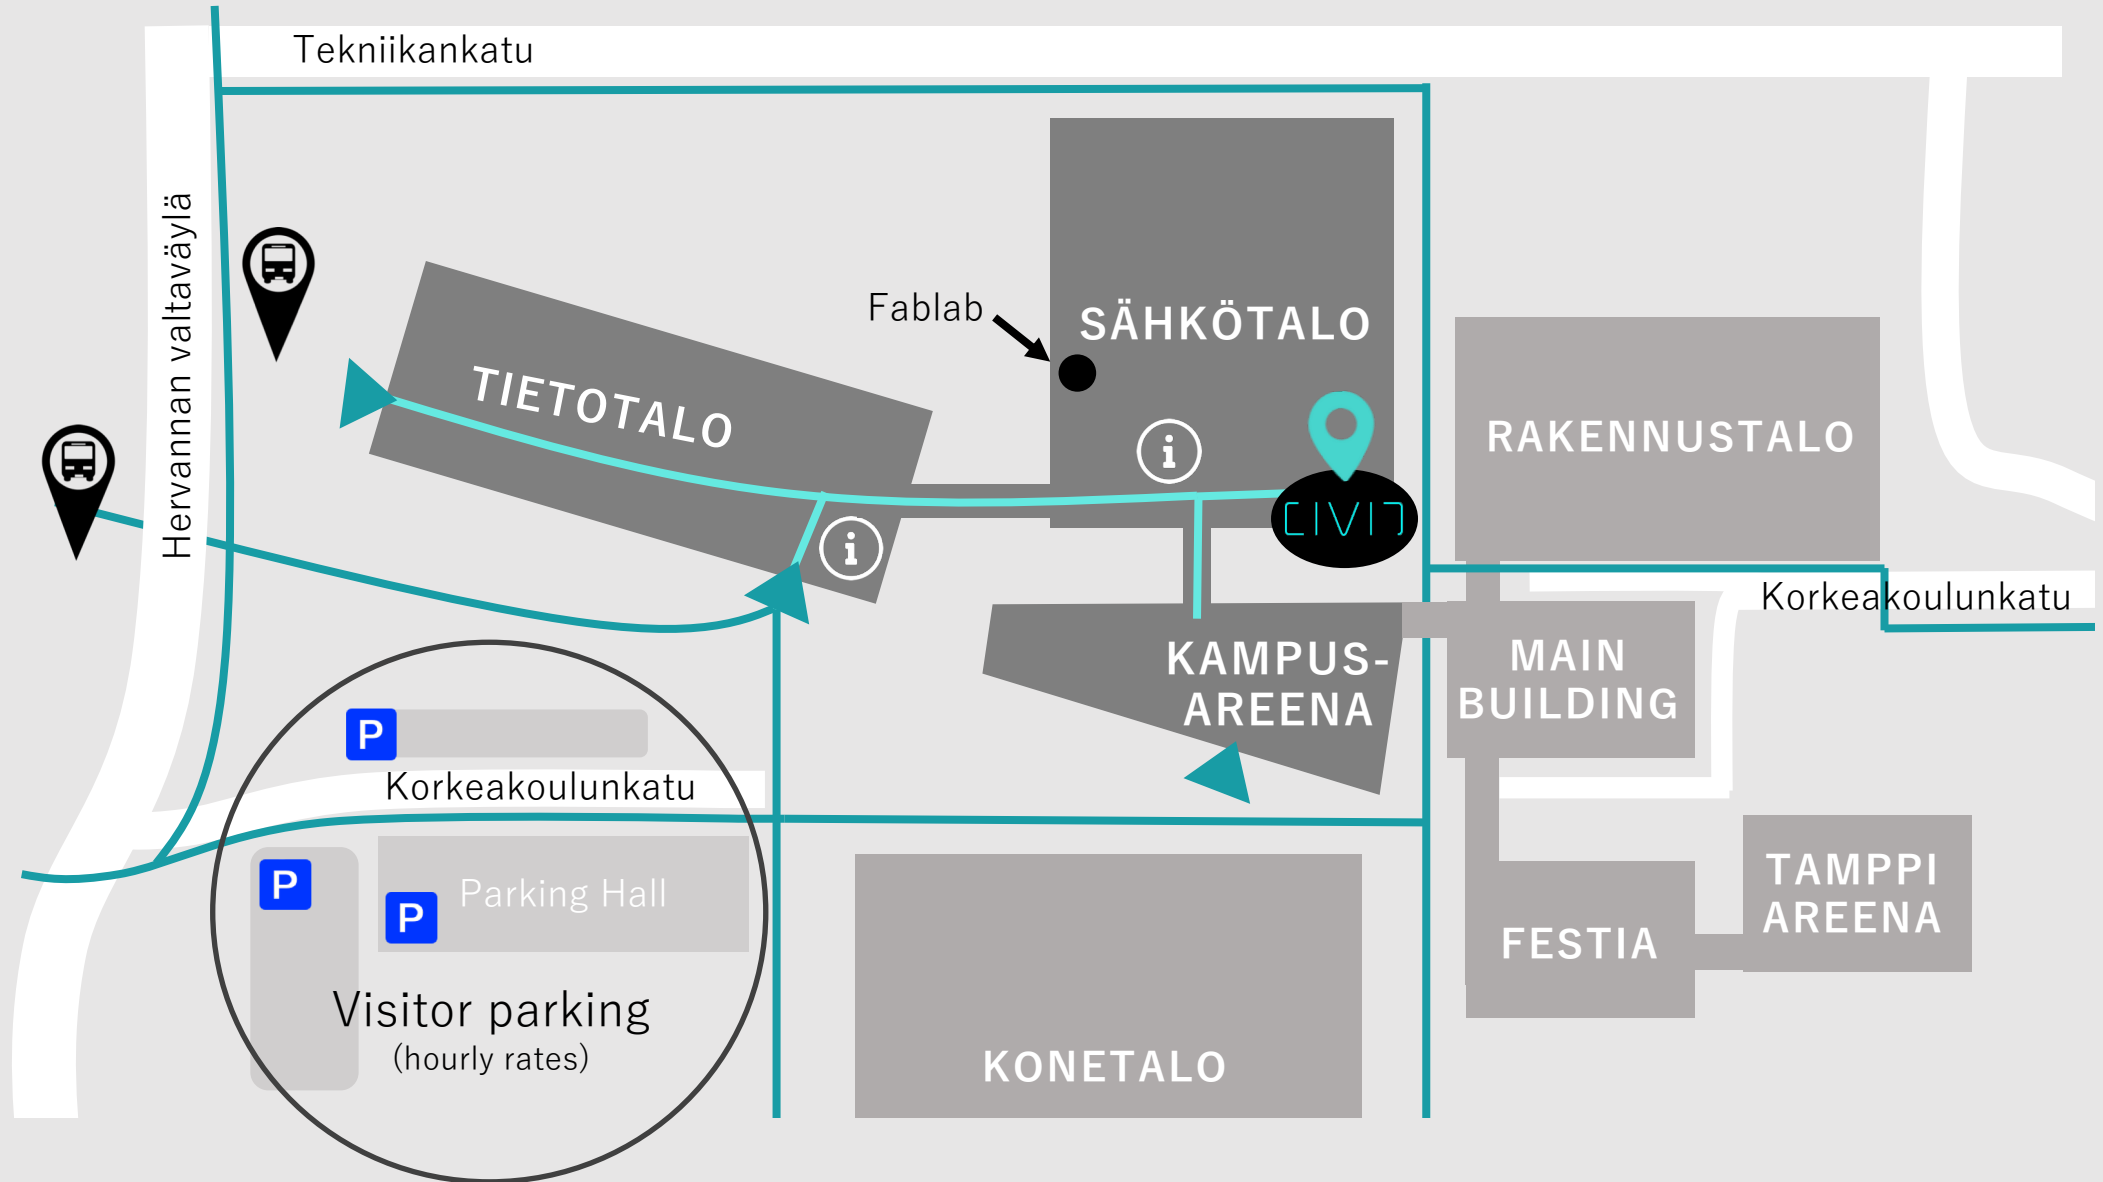 Tekniikankatu
Hervannan valtaväylä
Fablab
SÄHKÖTALO
TIETOTALO
i
i
CIVIT
RAKENNUSTALO
Korkeakoulunkatu
KAMPUS-
AREENA
MAIN
BUILDING
P
Korkeakoulunkatu
P
P
Parking Hall
Visitor parking
(hourly rates)
KONETALO
FESTIA
TAMPPI
AREENA